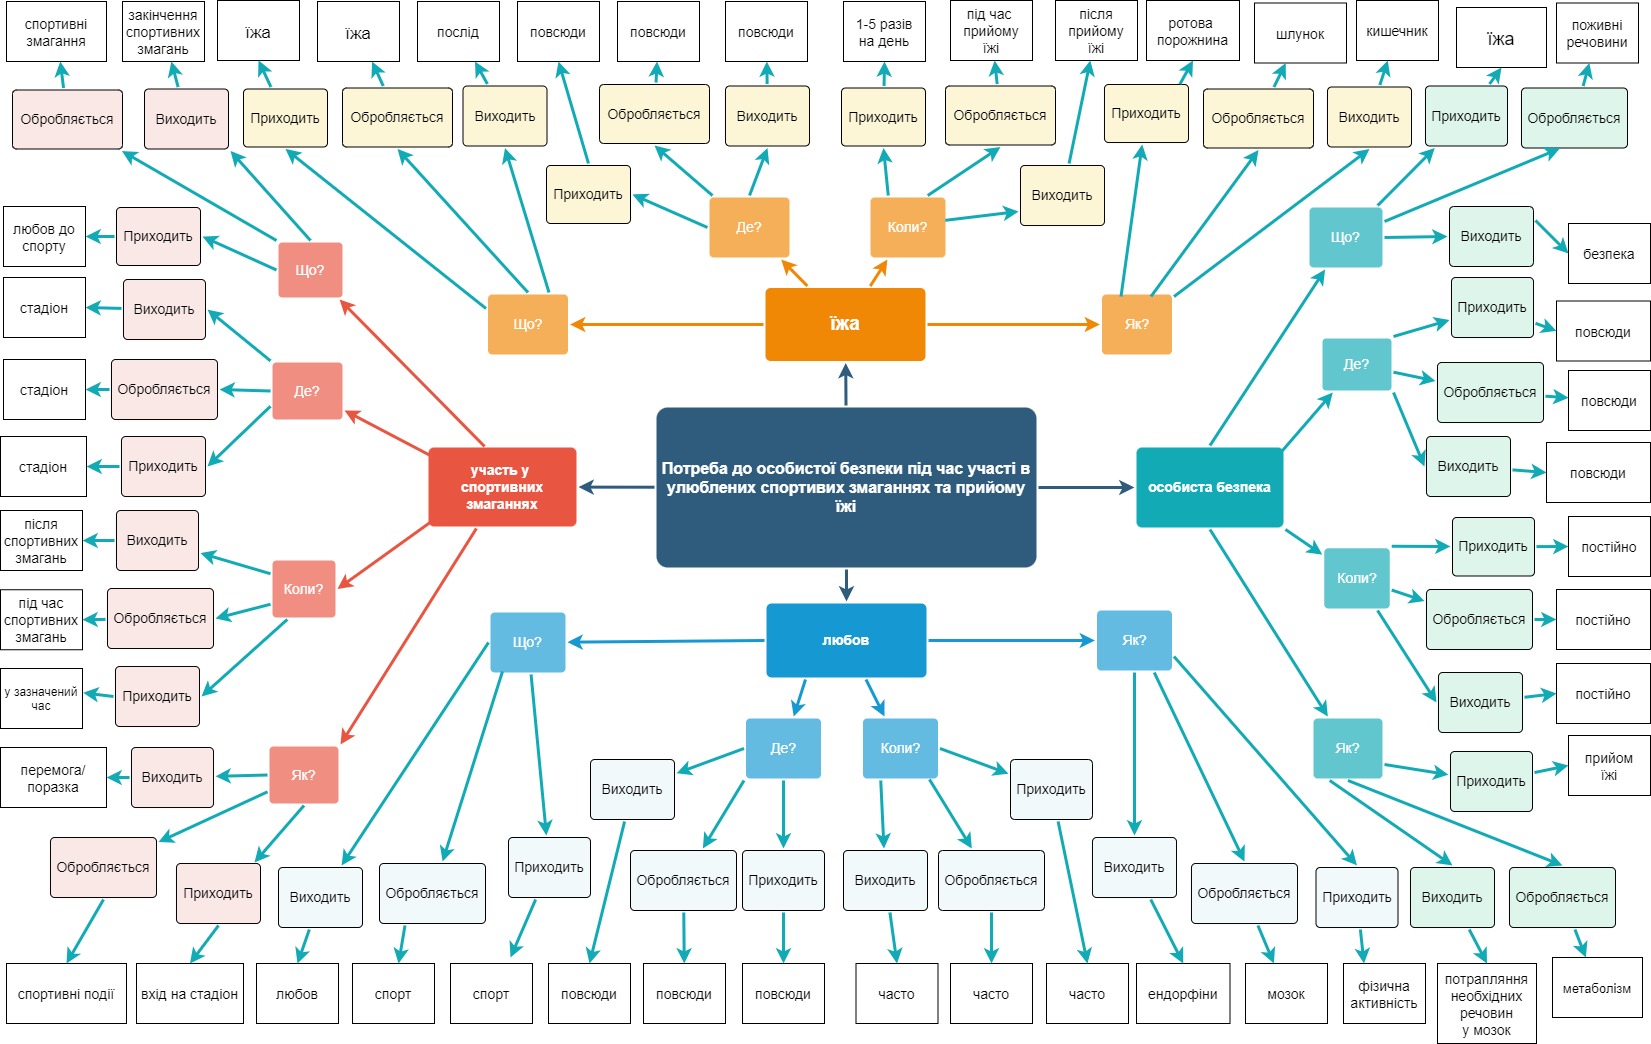 спортивні
змагання
закінчення
спортивних
змагань
їжа
їжа
послід
повсюди
повсюди
повсюди
1-5 разів
на день
під час
прийому
їжі
після
прийому
їжі
ротова
порожнина
шлунок
кишечник
їжа
поживні
речовини
Обробляється
Виходить
Приходить
Обробляється
Виходить
Обробляється
Виходить
Приходить
Обробляється
Приходить
Обробляється
Виходить
Приходить
Обробляється
Приходить
Виходить
любов до
спорту
Приходить
Що?
Де?
Коли?
Що?
Виходить
безпека
стадіон
Виходить
Що?
їжа
Як?
Приходить
повсюди
стадіон
Обробляється
Де?
Де?
Обробляється
повсюди
стадіон
Приходить
участь у
спортивних
змаганнях
Потреба до особистої безпеки під час участі в
улюблених спортивих змаганнях та прийому
їжі
особиста безпека
Виходить
повсюди
після
спортивних
змагань
Виходить
Коли?
Коли?
Приходить
постійно
під час
спортивних
змагань
Обробляється
Обробляється
постійно
Що?
любов
Як?
у зазначений
час
Приходить
Виходить
постійно
перемога/
поразка
Виходить
Як?
Де?
Коли?
Як?
Приходить
прийом
їжі
Виходить
Приходить
Обробляється
Приходить
Виходить
Обробляється
Приходить
Обробляється
Приходить
Виходить
Обробляється
Виходить
Обробляється
Приходить
Виходить
Обробляється
спортивні події
вхід на стадіон
любов
спорт
спорт
повсюди
повсюди
повсюди
часто
часто
часто
ендорфіни
мозок
фізична
активність
потрапляння
необхідних
речовин
у мозок
метаболізм